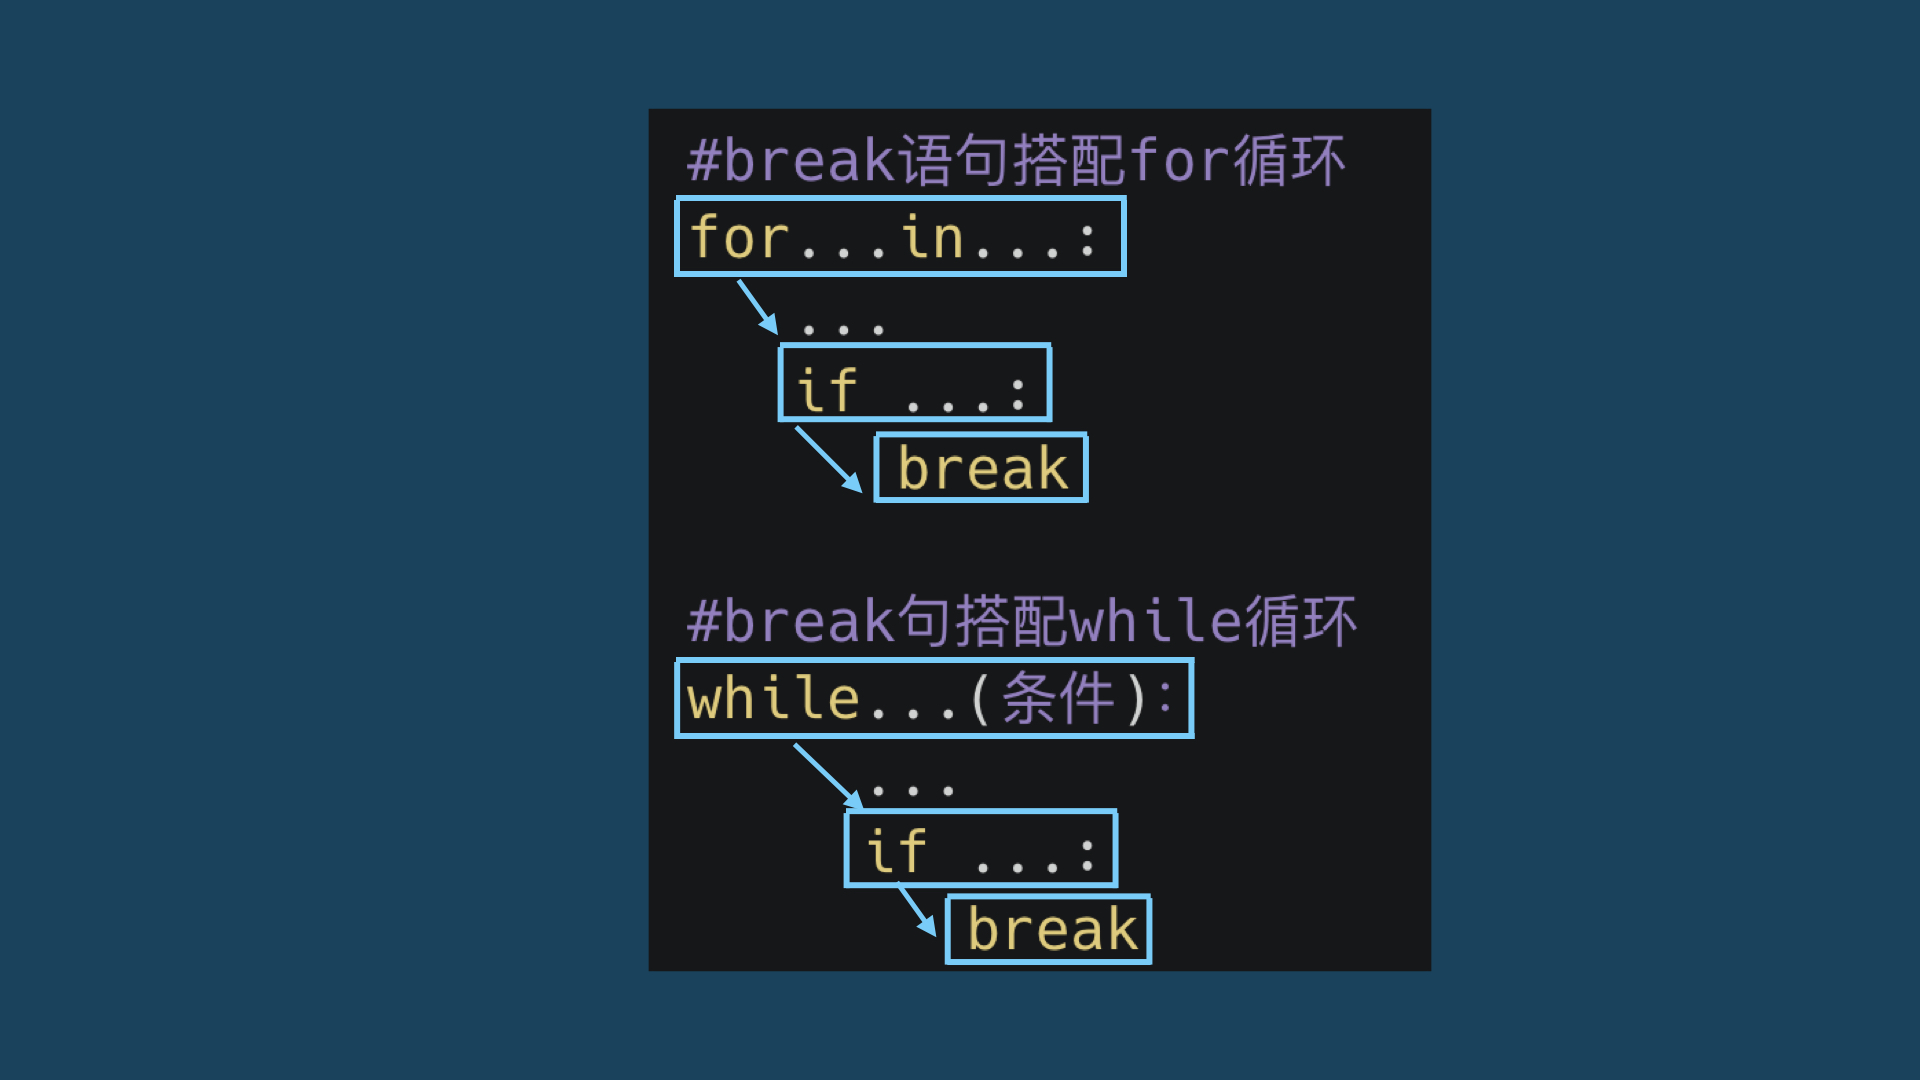 #break语句搭配for循环
for...in...:
...
if ...:
break
#break句搭配while循环
while...(条件):
...
if ...:
break